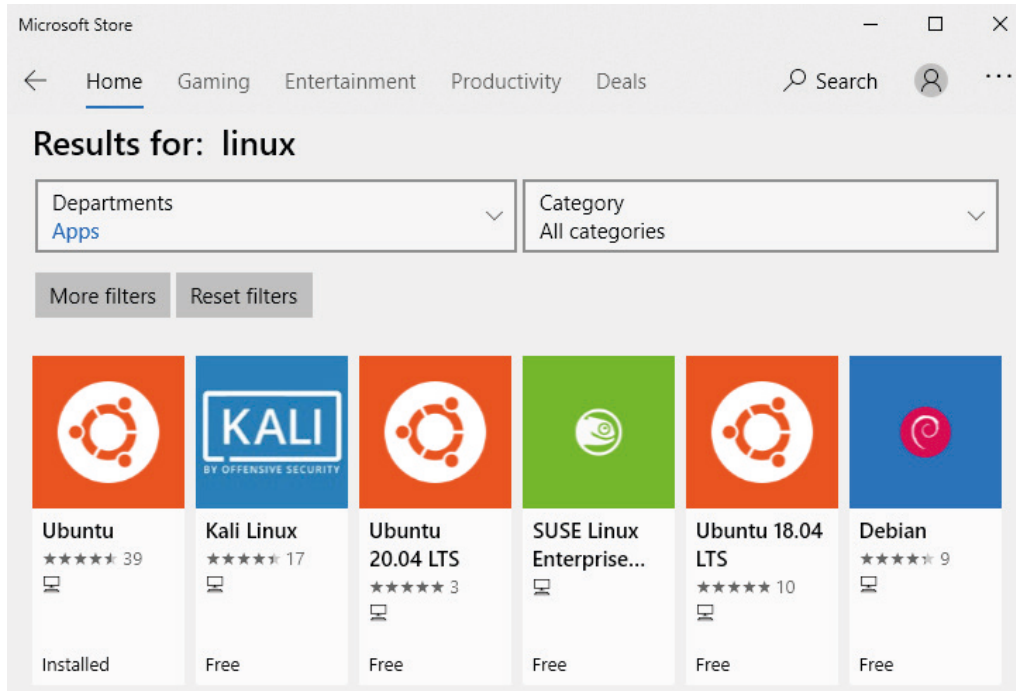 Microsoft Store
Home Gaming Entertainment Productivity Deals Search
Results for: linux
Departments
Apps
Category
All categories
More filters Reset filters
KALI
BY OFFENSIVE SECURITY
Ubuntu
39
Installed
Kali Linux
17
Free
Ubuntu
20.04 LTS
3
Free
SUSE Linux
Enterprise...
Free
Ubuntu 18.04
LTS
10
Free
Debian
9
Free